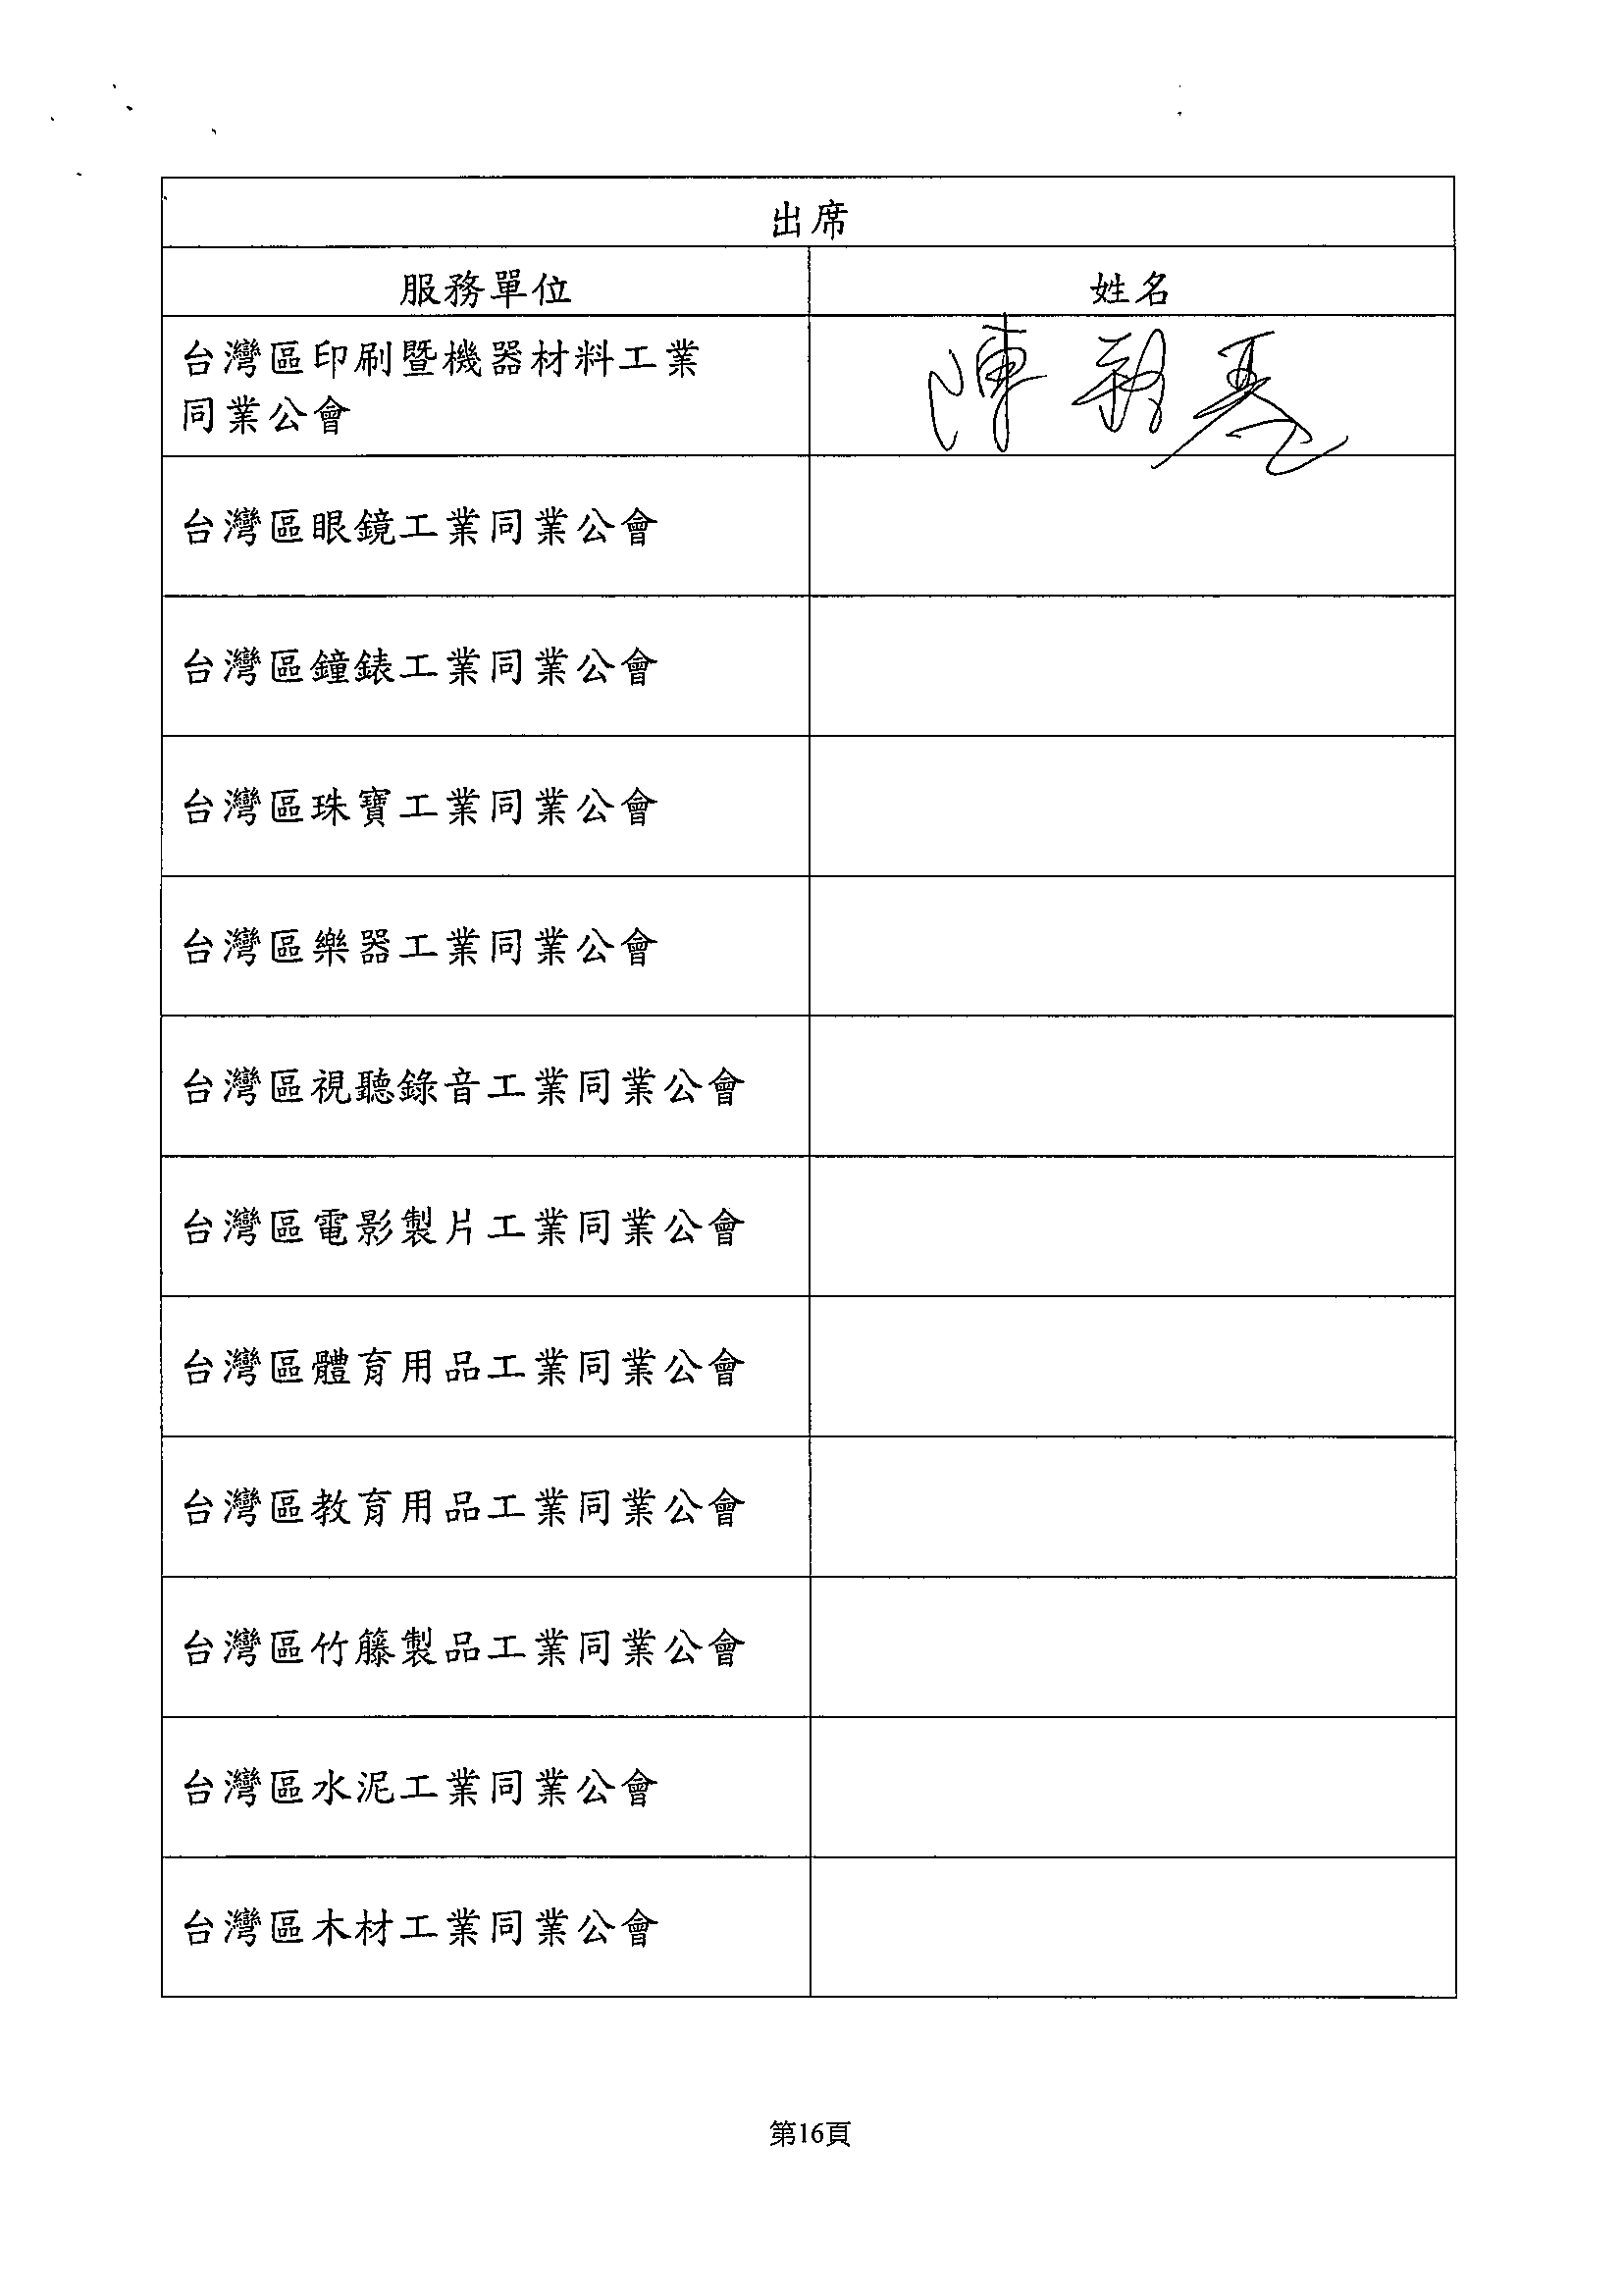 出席
服務單位 姓名
台灣區印刷暨機器材料工業 陳
同業公會
台灣區眼鏡工業同業公會
台灣區鐘錶工業同業公會
台灣區珠寶工業同業公會
台灣區樂器工業同業公會
台灣區視聽錄音工業同業公會
台灣區電影製片工業同業公會
台灣區體育用品工業同業公會
台灣區教育用品工業同業公會
台灣區竹籐製品工業同業公會
台灣區水泥工業同業公會
台灣區木材工業同業公會
第16頁